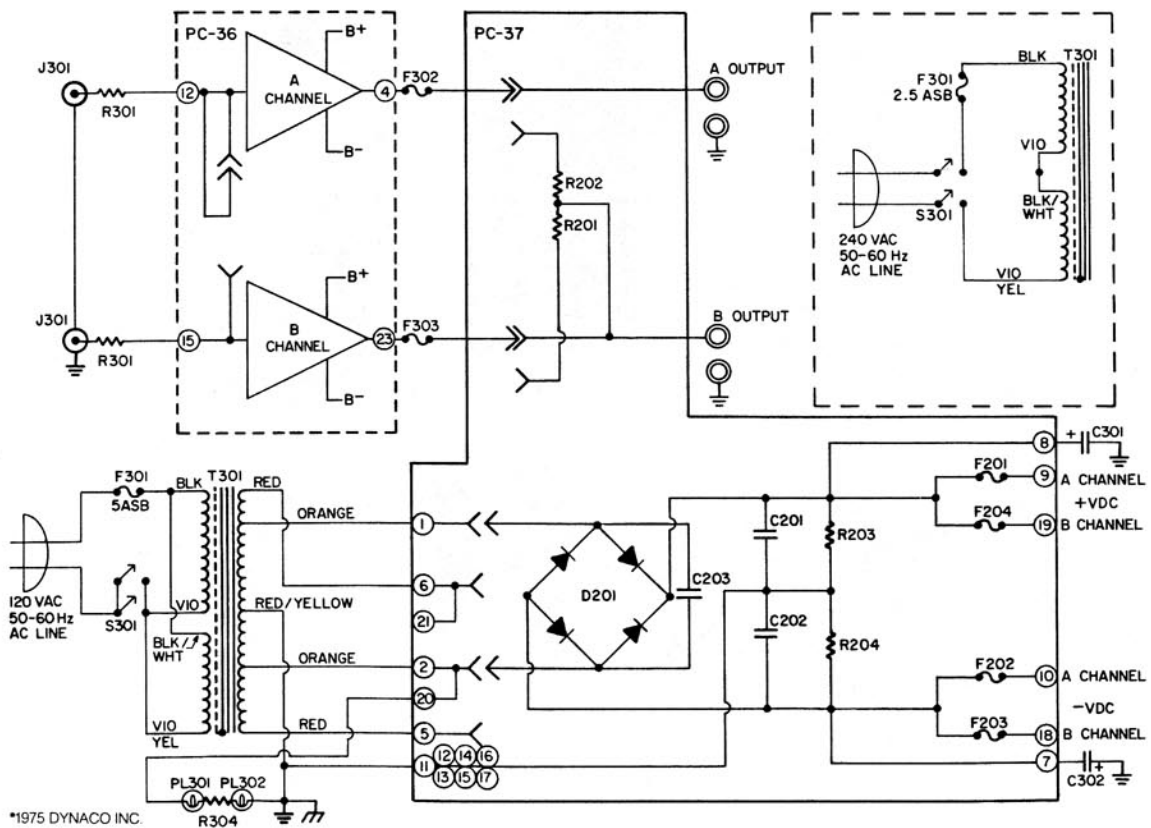 PC-36
PC-37
B+
J301
R301
12
A
CHANNEL
4
F302
B-
A OUTPUT
R202
R201
B+
J301
R301
15
B
CHANNEL
23
F303
B-
B OUTPUT
BLK
T301
F301
2.5 ASB
VIO
BLK/
WHT
S301
240 VAC
50-60 Hz
AC LINE
VIO
YEL
F301
5ASB
BLK
T301
RED
ORANGE
1
6
RED/YELLOW
21
120 VAC
50-60 Hz
AC LINE
S301
VIO
BLK/
WHT
ORANGE
2
20
VIO
YEL
RED
5
11
12
14
16
13
15
17
PL301
PL302
R304
D201
C203
C201
C202
R203
R204
8
+
C301
F201
9
A CHANNEL
+VDC
F204
19
B CHANNEL
F202
10
A CHANNEL
-VDC
F203
18
B CHANNEL
7
C302
+
*1975 DYNACO INC.